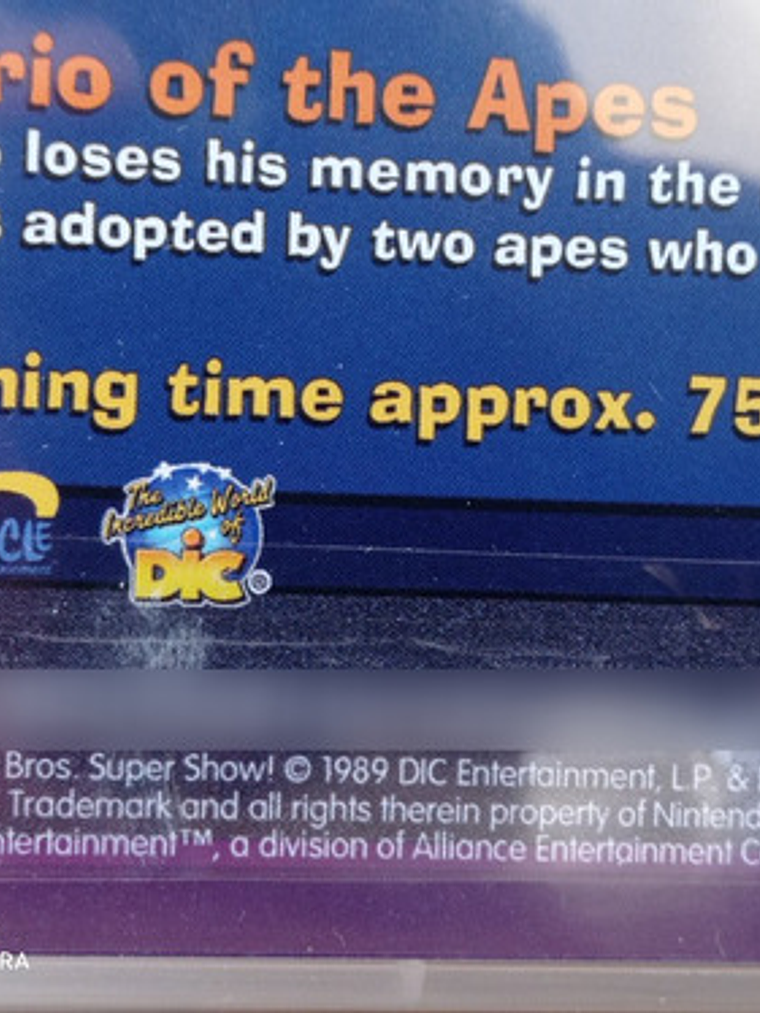 rio of the Apes
loses his memory in the
adopted by two apes who
ning time approx. 75
CLE
The
Incredible World
of
DIC ®
Bros. Super Show! © 1989 DIC Entertainment, L.P. &
Trademark and all rights therein property of Nintend
ntertainment™, a division of Alliance Entertainment C
RA